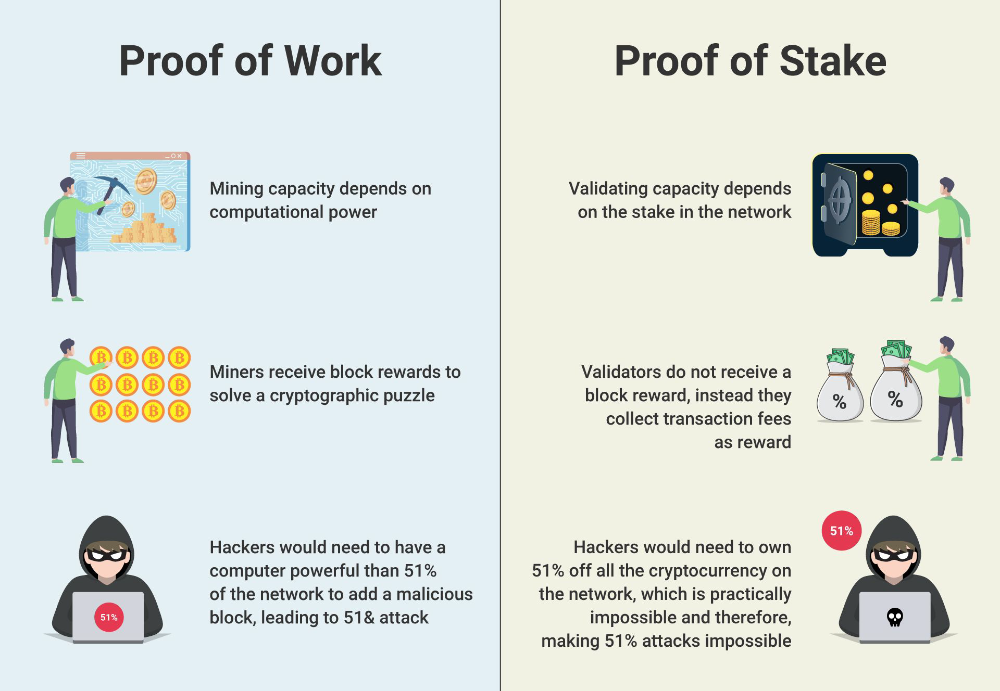 Proof of Work
Mining capacity depends on
computational power
Miners receive block rewards to
solve a cryptographic puzzle
51%
Hackers would need to have a
computer powerful than 51%
of the network to add a malicious
block, leading to 51& attack
Proof of Stake
Validating capacity depends
on the stake in the network
Validators do not receive a
block reward, instead they
collect transaction fees
as reward
%
%
51%
Hackers would need to own
51% off all the cryptocurrency on
the network, which is practically
impossible and therefore,
making 51% attacks impossible